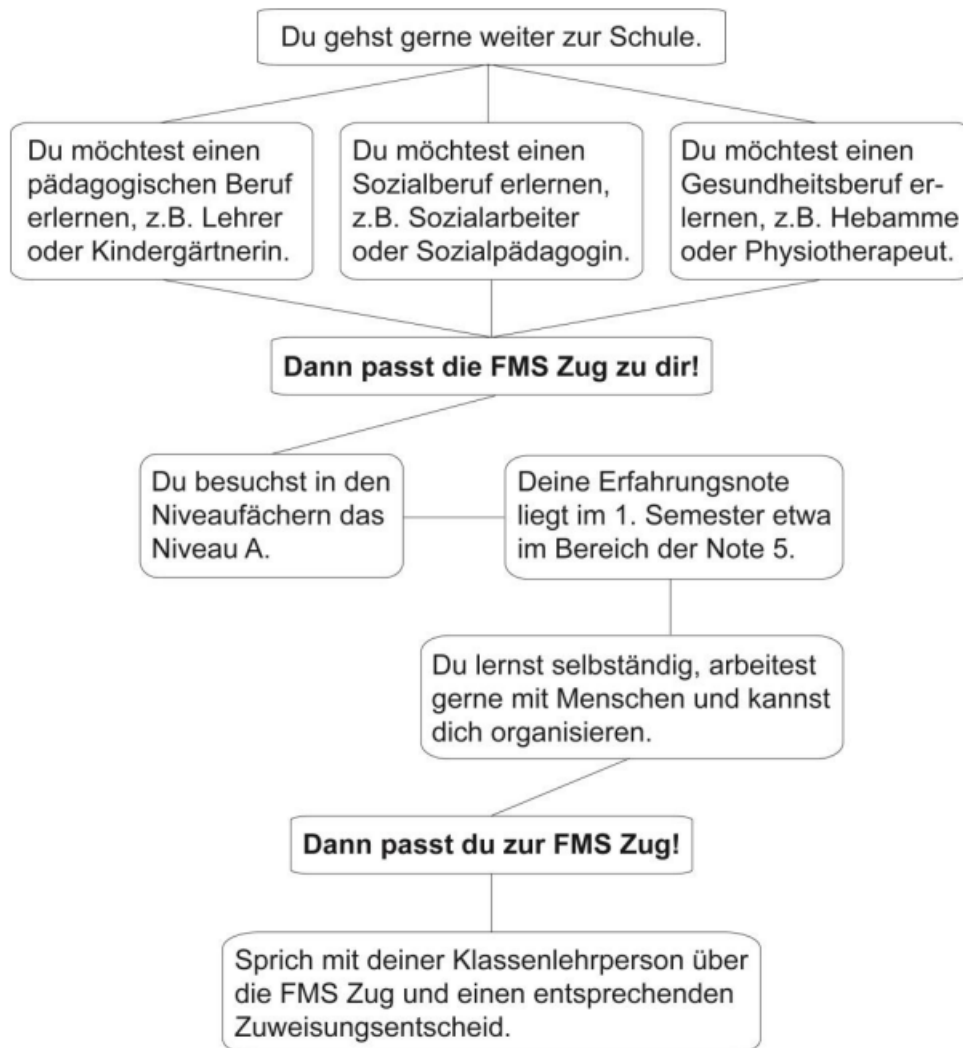 Du gehst gerne weiter zur Schule.
Du möchtest einen
pädagogischen Beruf
erlernen, z.B. Lehrer
oder Kindergärtnerin.
Du möchtest einen
Sozialberuf erlernen,
z.B. Sozialarbeiter
oder Sozialpädagogin.
Du möchtest einen
Gesundheitsberuf er-
lernen, z.B. Hebamme
oder Physiotherapeut.
Dann passt die FMS Zug zu dir!
Du besuchst in den
Niveaufächern das
Niveau A.
Deine Erfahrungsnote
liegt im 1. Semester etwa
im Bereich der Note 5.
Du lernst selbständig, arbeitest
gerne mit Menschen und kannst
dich organisieren.
Dann passt du zur FMS Zug!
Sprich mit deiner Klassenlehrperson über
die FMS Zug und einen entsprechenden
Zuweisungsentscheid.